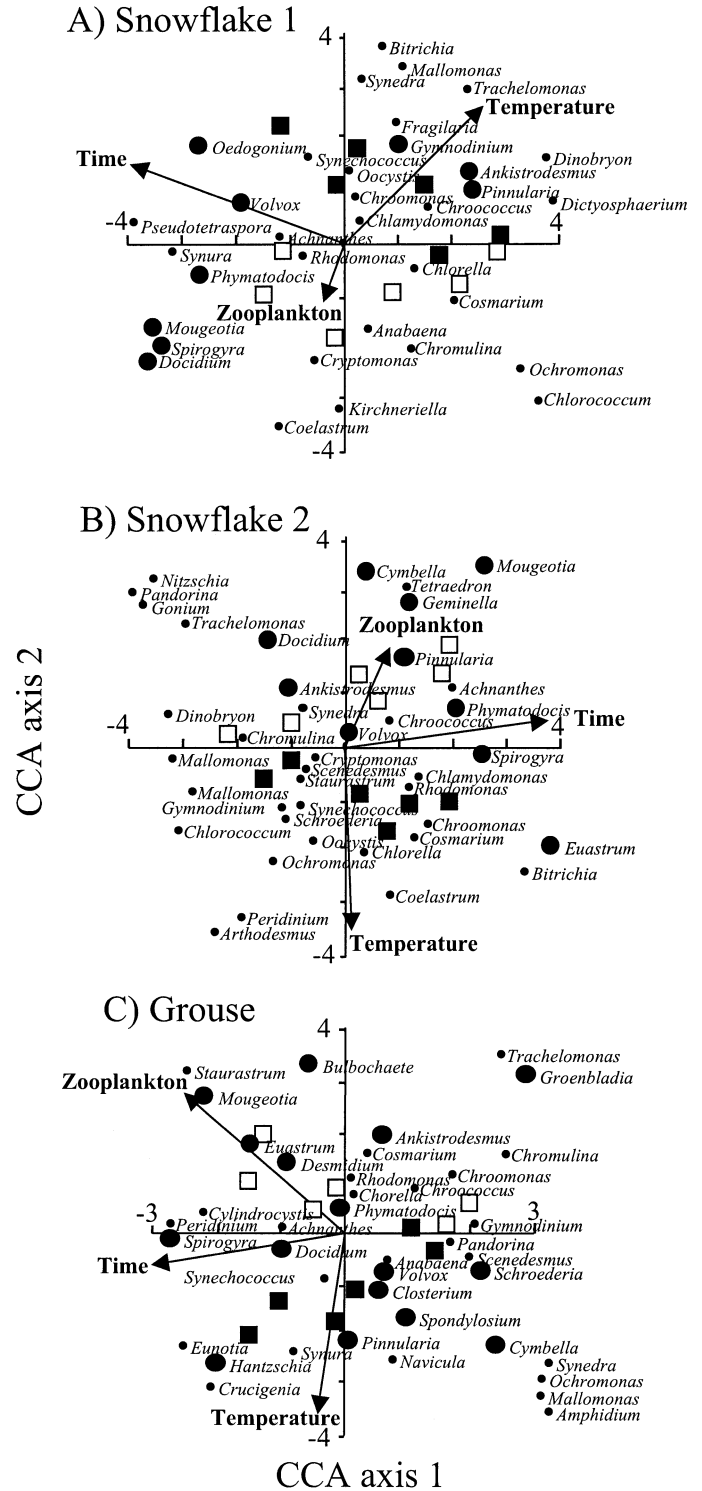 A) Snowflake 1
4
Bitrichia
Mallomonas
Synedra
Trachelomonas
Temperature
Fragilaria
Gymnodinium
Oedogonium
Time
Synechococcus
Dinobryon
Oocystis
Ankistrodesmus
Pinnularia
Chroomonas
Dictyosphaerium
Volvox
Chroococcus
-4
Pseudotetraspora
Chlamydomonas
4
Achnanthes
Synura
Rhodomonas
Chlorella
Phymatodocis
Cosmarium
Zooplankton
Mougeotia
Anabaena
Spirogyra
Chromulina
Docidium
Cryptomonas
Ochromonas
Chlorococcum
Kirchneriella
Coelastrum
-4
B) Snowflake 2
4
Cymbella
Mougeotia
Nitzschia
Tetraedron
Pandorina
Geminella
Gonium
Trachelomonas
Zooplankton
Docidium
Pinnularia
Ankistrodesmus
Achnanthes
Phymatodocis
Synedra
Dinobryon
Chroococcus
Time
-4
Volvox
4
Chromulina
Spirogyra
Mallomonas
Cryptomonas
Scenedesmus
Staurastrum
Chlamydomonas
Rhodomonas
Mallomonas
Gymnodinium
Synechococcus
Schroederia
Chroomonas
Chlorococcum
Cosmarium
Oocystis
Chlorella
Euastrum
Ochromonas
Bitrichia
Coelastrum
Peridinium
Arthodesmus
Temperature
-4
CCA axis 2
C) Grouse
4
Trachelomonas
Bulbochaete
Staurastrum
Groenbladia
Zooplankton
Mougeotia
Ankistrodesmus
Euastrum
Cosmarium
Chromulina
Desmidium
Rhodomonas
Chroomonas
Chorella
Chroococcus
Phymatodocis
-3
Cylindrocystis
3
Peridinium
Achnanthes
Gymnodinium
Spirogyra
Pandorina
Docidium
Scenedesmus
Time
Anabaena
Volvox
Schroederia
Synechococcus
Closterium
Spondylosium
Pinnularia
Cymbella
Eunotia
Synura
Navicula
Hantzschia
Synedra
Ochromonas
Crucigenia
Mallomonas
Temperature
Amphidium
-4
CCA axis 1